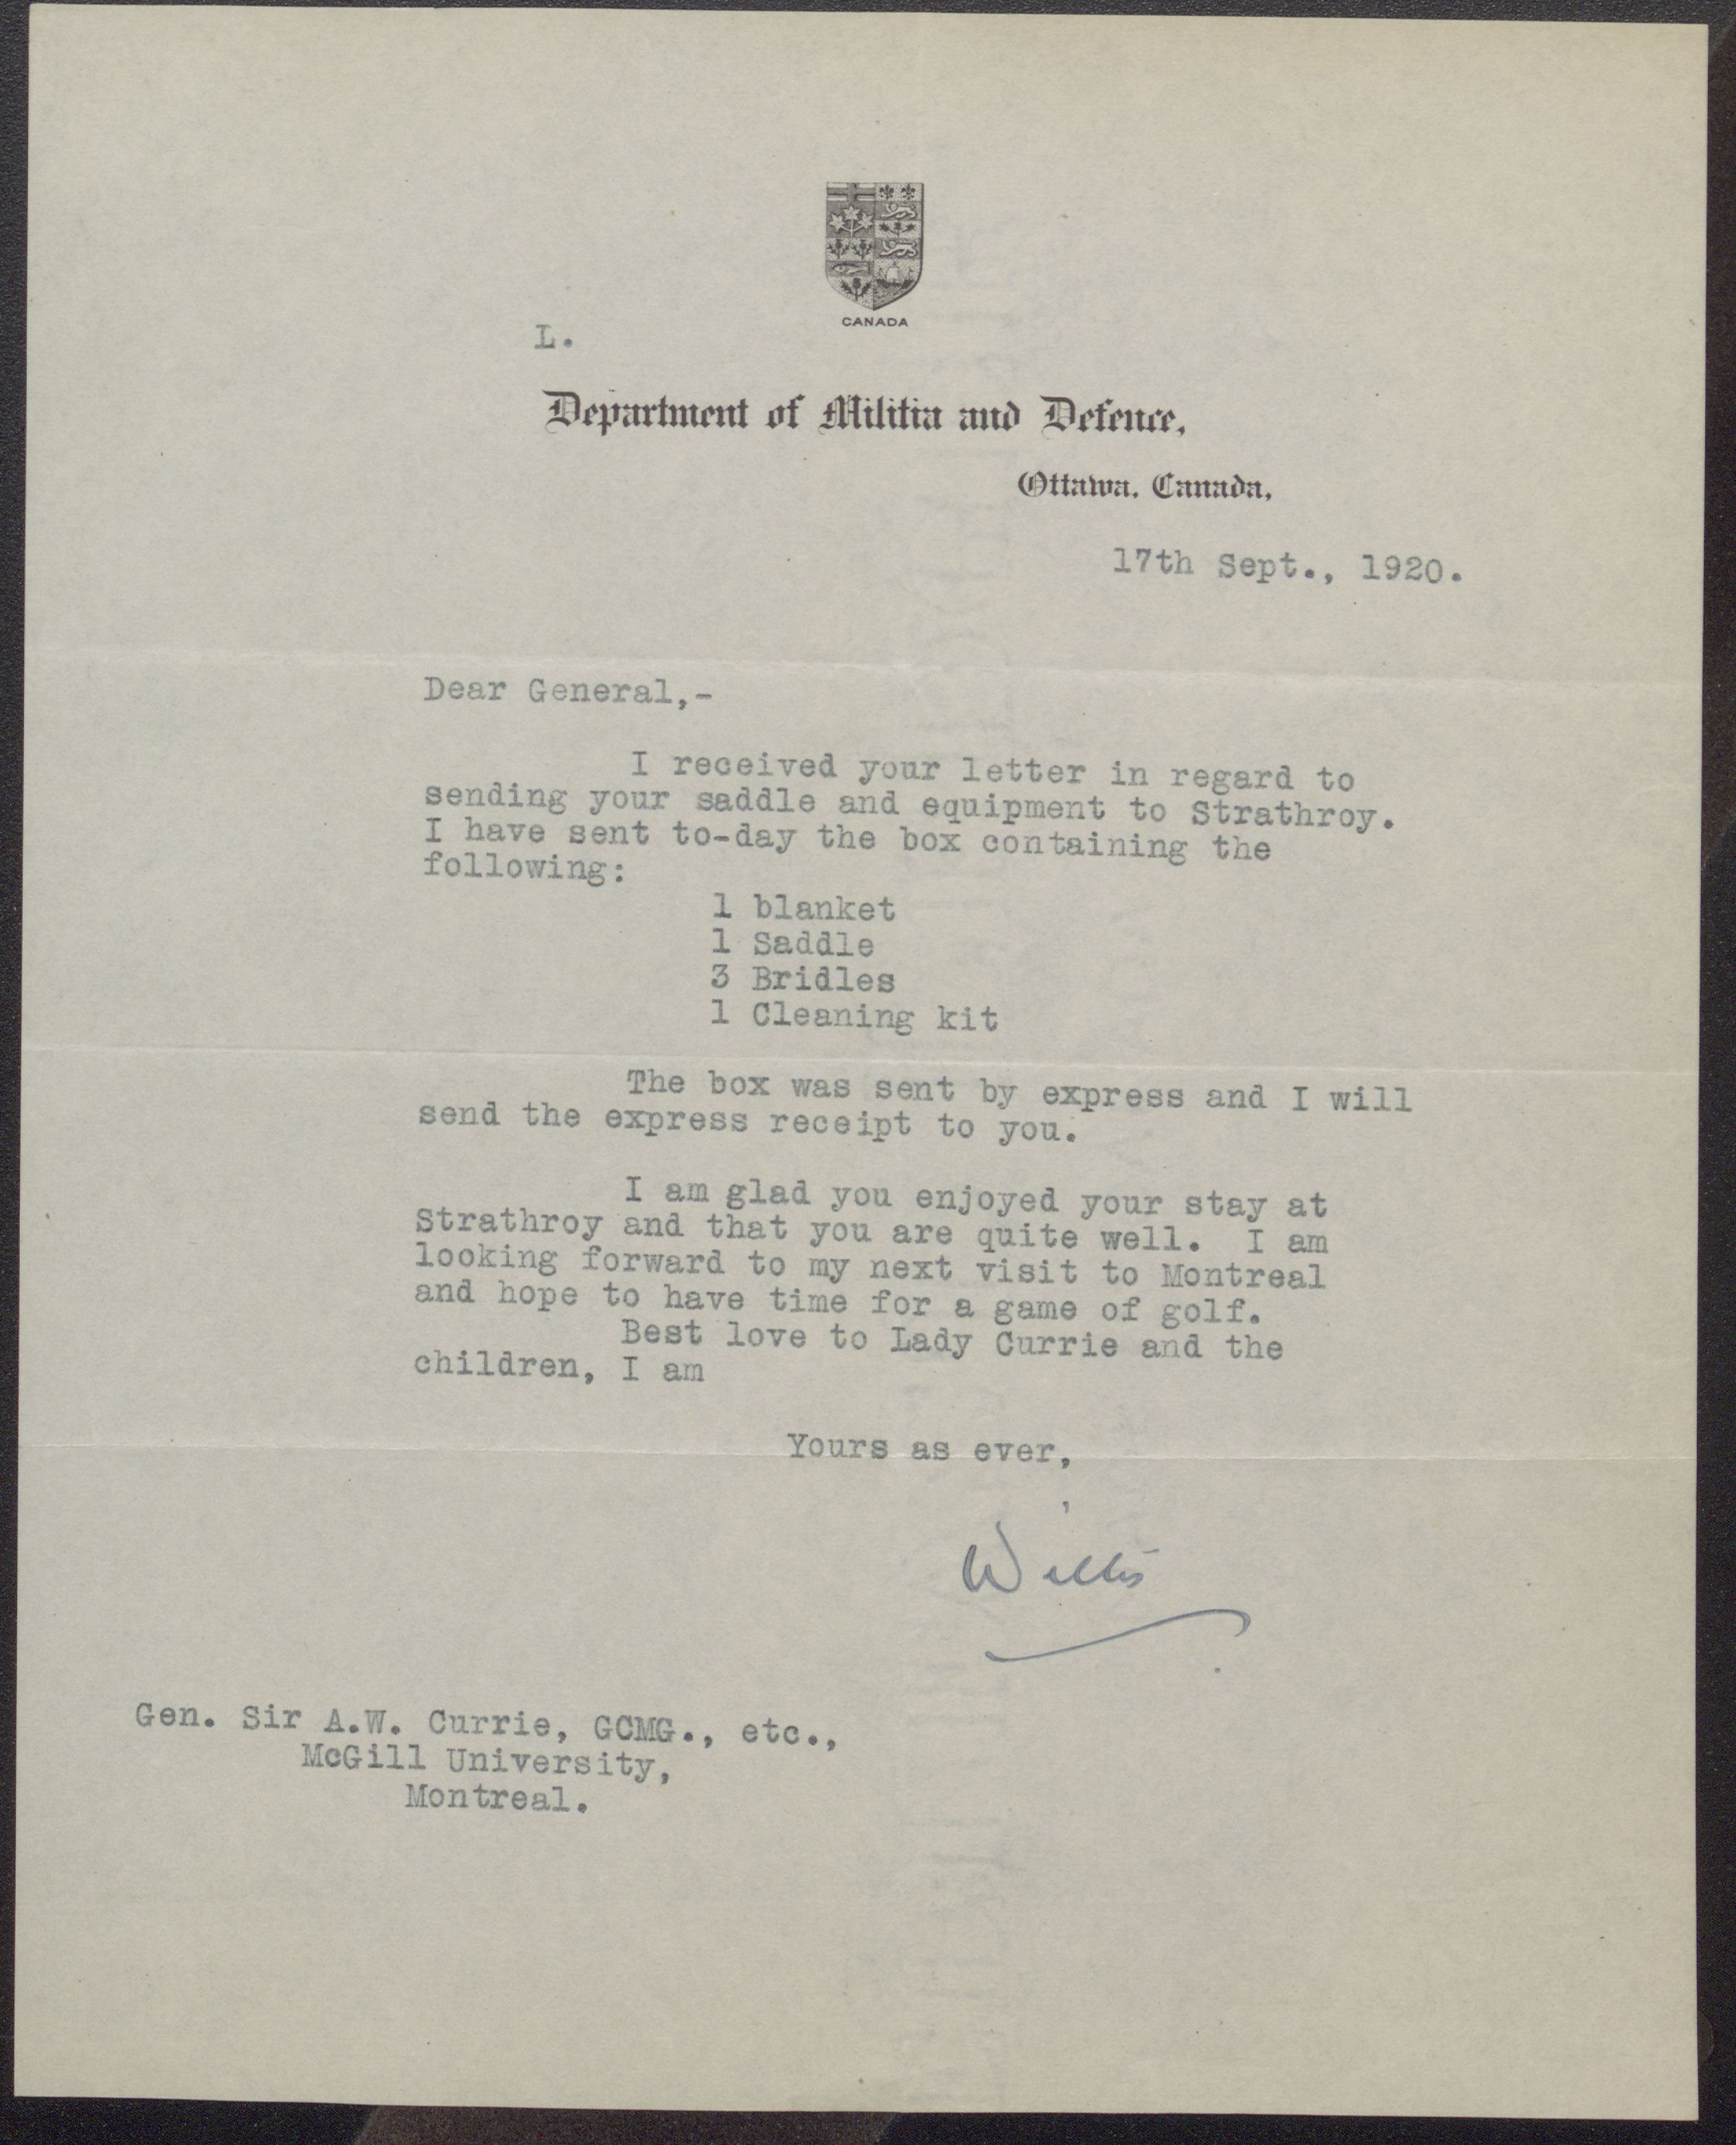 CANADA
L.
Department of Militia and Defence,
Ottawa, Canada,
17th Sept., 1920.
Dear General,-
I received your letter in regard to
sending your saddle and equipment to Strathroy.
I have sent to-day the box containing the
following:
1 blanket
1 Saddle
3 Bridles
1 Cleaning kit
The box was sent by express and I will
send the express receipt to you.
I am glad you enjoyed your stay at
Strathroy and that you are quite well. I am
looking forward to my next visit to Montreal
and hope to have time for a game of golf.
Best love to Lady Currie and the
children, I am
Yours as ever,
Willis
Gen. Sir A.W. Currie, GCMG., etc.,
McGill University,
Montreal.